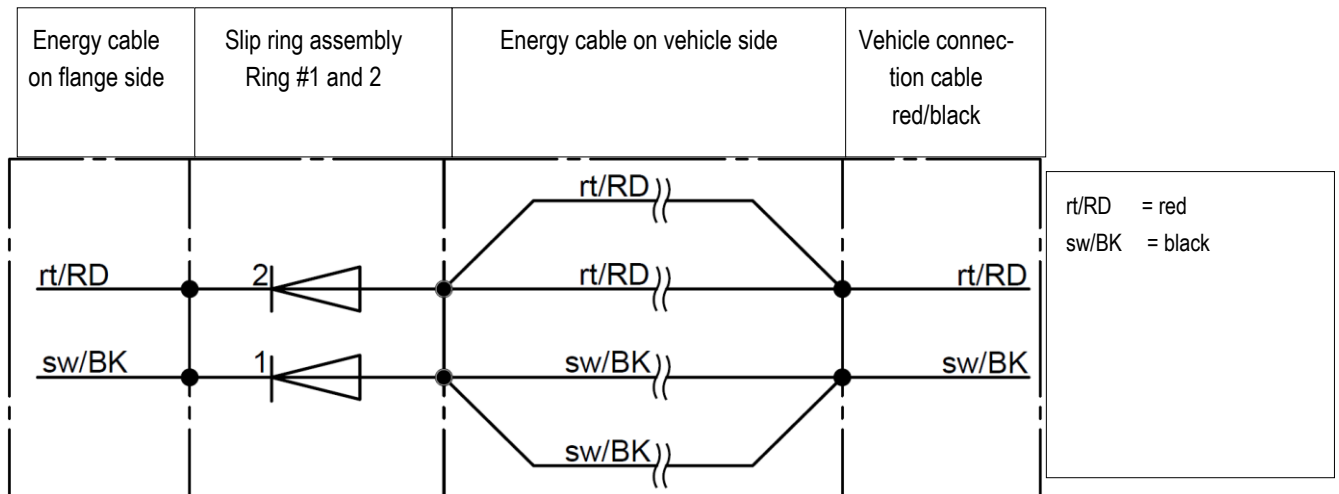 Energy cable
on flange side
Slip ring assembly
Ring #1 and 2
Energy cable on vehicle side
Vehicle connec-
tion cable
red/black
rt/RD
rt/RD 2 rt/RD rt/RD
sw/BK 1 sw/BK sw/BK
sw/BK
rt/RD = red
sw/BK = black